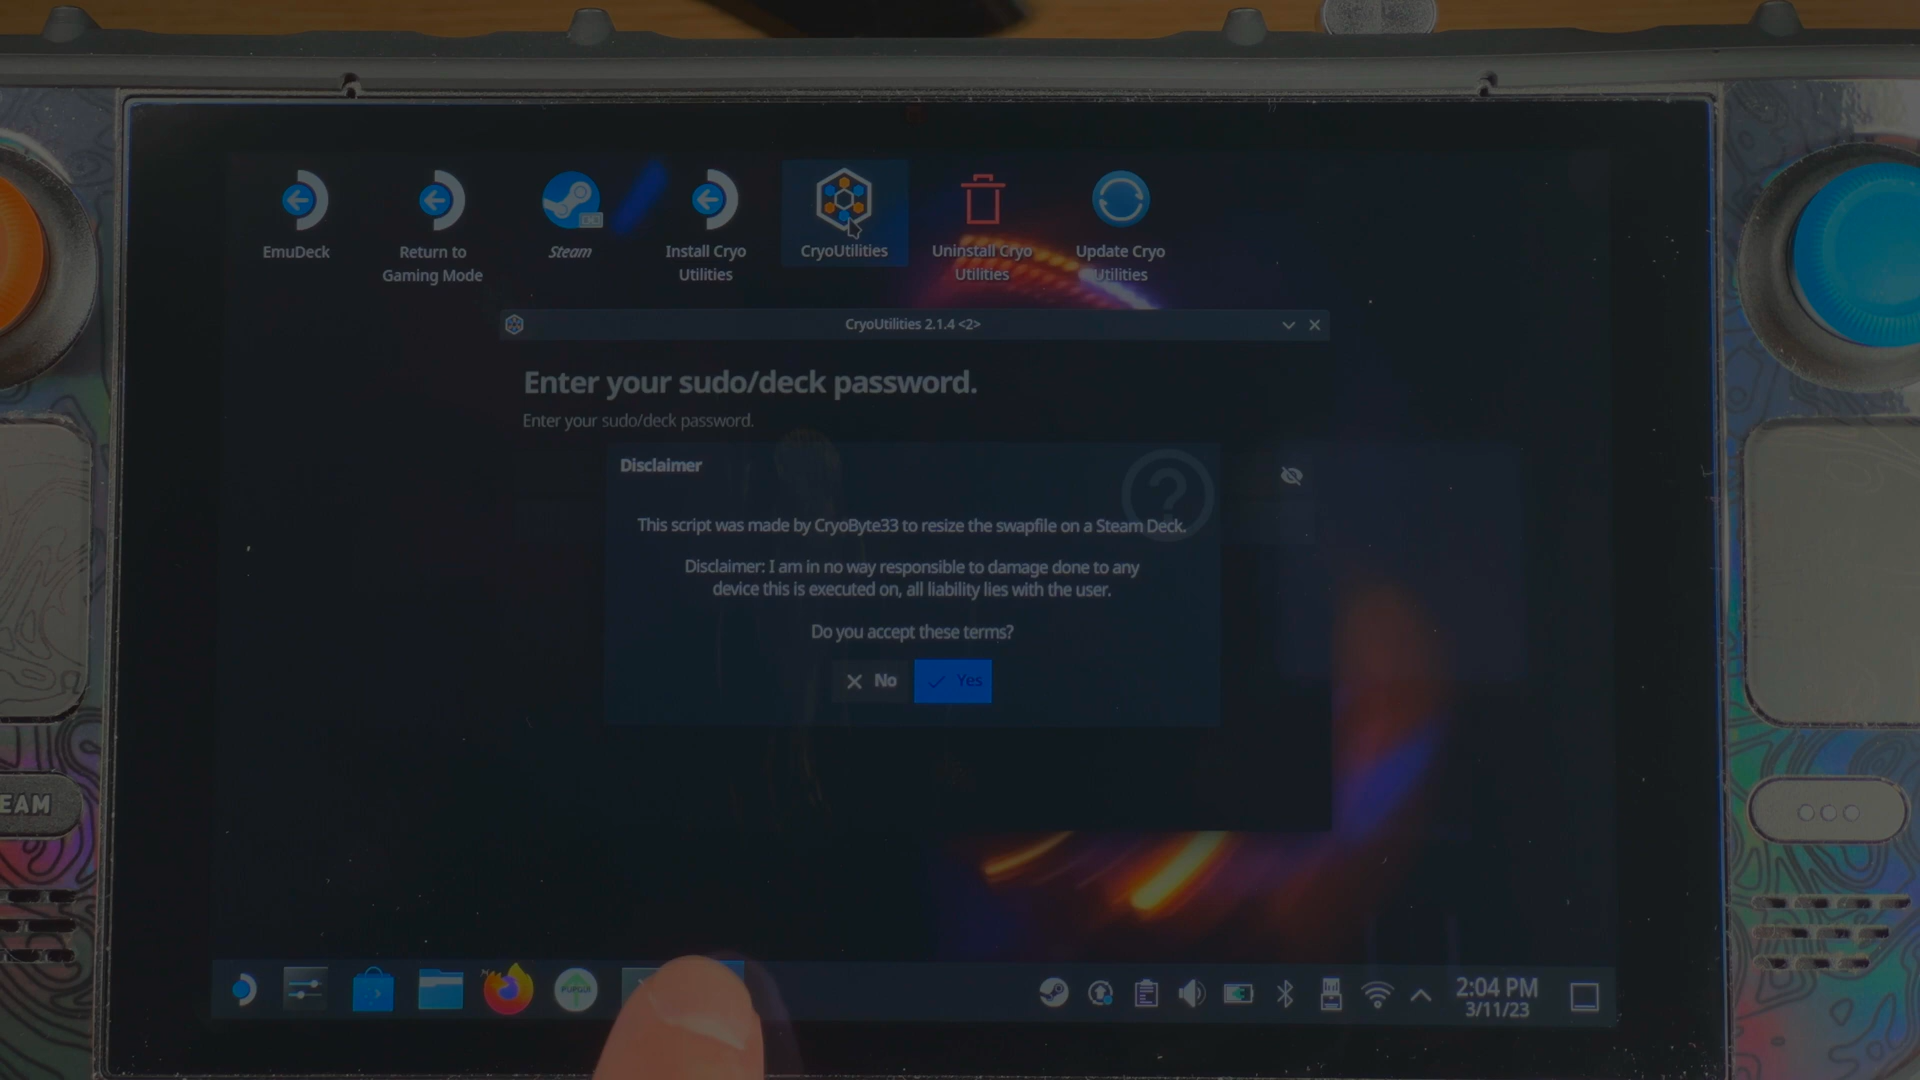 EmuDeck
Return to
Gaming Mode
Steam
Install Cryo
Utilities
CryoUtilities
Uninstall Cryo
Utilities
Update Cryo
Utilities
CryoUtilities 2.1.4 <2>
Enter your sudo/deck password.
Enter your sudo/deck password.
Disclaimer
This script was made by CryoByte33 to resize the swapfile on a Steam Deck.
Disclaimer: I am in no way responsible to damage done to any
device this is executed on, all liability lies with the user.
Do you accept these terms?
No
Yes
EAM
2:04 PM
3/11/23